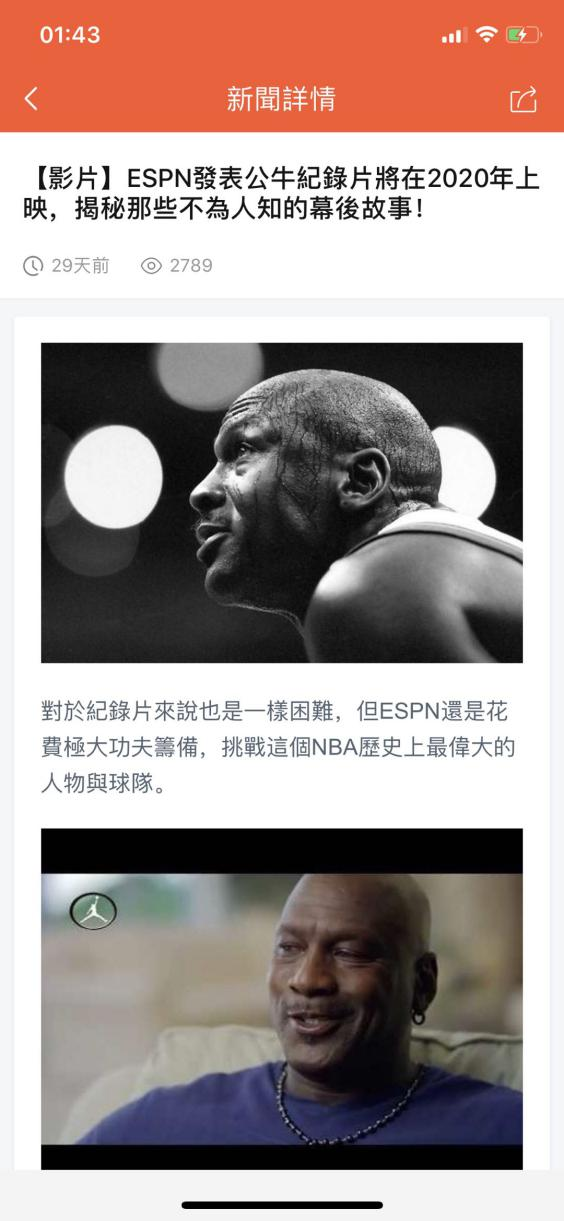 01:43
新聞詳情
【影片】ESPN發表公牛紀錄片將在2020年上
映，揭秘那些不為人知的幕後故事！
29天前 2789
對於紀錄片來說也是一樣困難，但ESPN還是花
費極大功夫籌備，挑戰這個NBA歷史上最偉大的
人物與球隊。